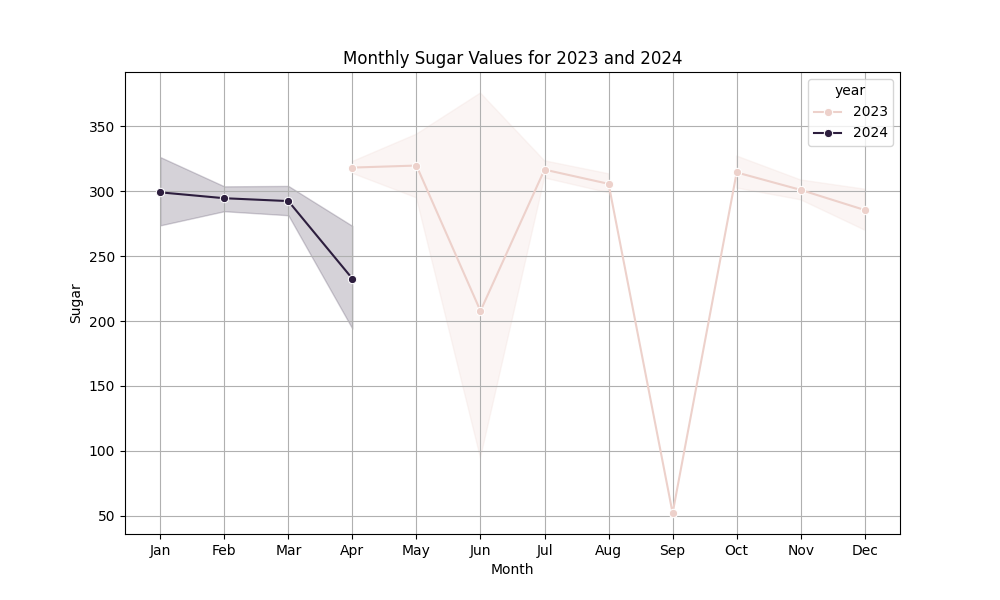 Monthly Sugar Values for 2023 and 2024
year
2023
2024
350
300
250
200
150
100
50
Sugar
Jan Feb Mar Apr May Jun Jul Aug Sep Oct Nov Dec
Month